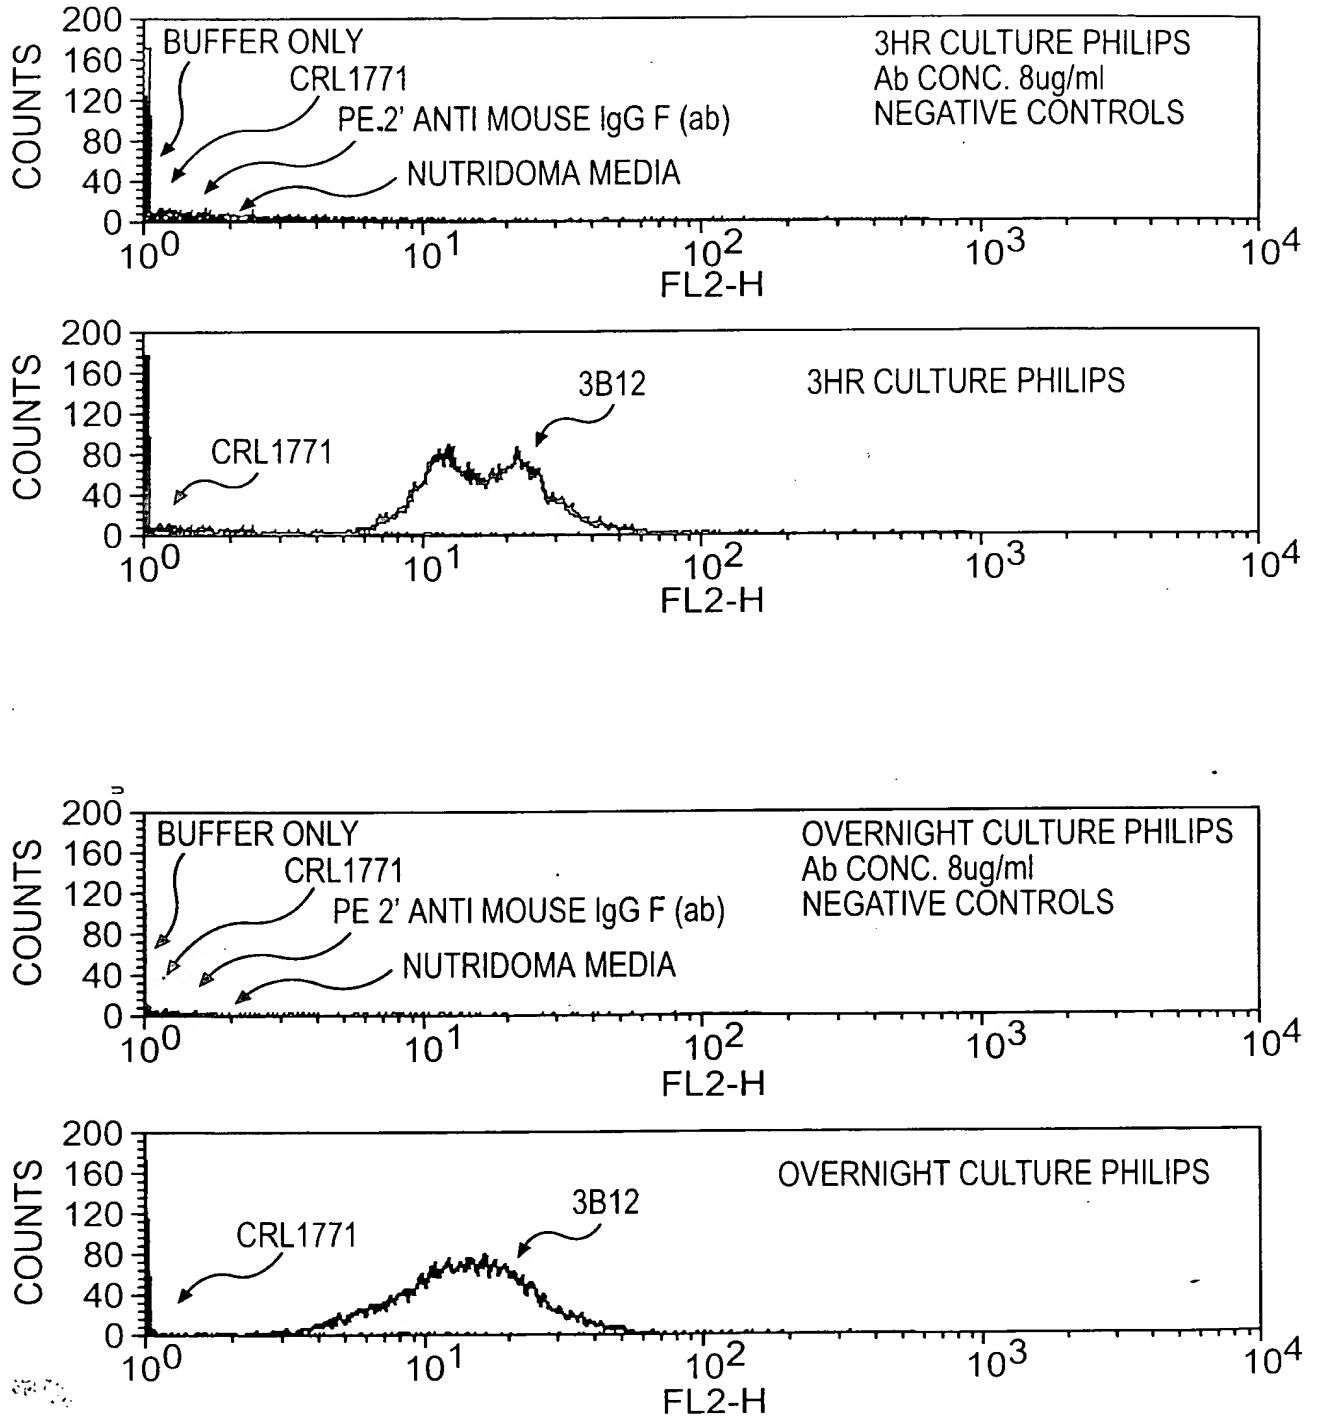 200
160
120
80
40
0
COUNTS
BUFFER ONLY
CRL1771
PE.2' ANTI MOUSE IgG F (ab)
NUTRIDOMA MEDIA
3HR CULTURE PHILIPS
Ab CONC. 8ug/ml
NEGATIVE CONTROLS
10^0 10^1 10^2 10^3 10^4
FL2-H
200
160
120
80
40
0
COUNTS
CRL1771
3B12
3HR CULTURE PHILIPS
10^0 10^1 10^2 10^3 10^4
FL2-H
200
160
120
80
40
0
COUNTS
BUFFER ONLY
CRL1771
PE 2' ANTI MOUSE IgG F (ab)
NUTRIDOMA MEDIA
OVERNIGHT CULTURE PHILIPS
Ab CONC. 8ug/ml
NEGATIVE CONTROLS
10^0 10^1 10^2 10^3 10^4
FL2-H
200
160
120
80
40
0
COUNTS
CRL1771
3B12
OVERNIGHT CULTURE PHILIPS
10^0 10^1 10^2 10^3 10^4
FL2-H